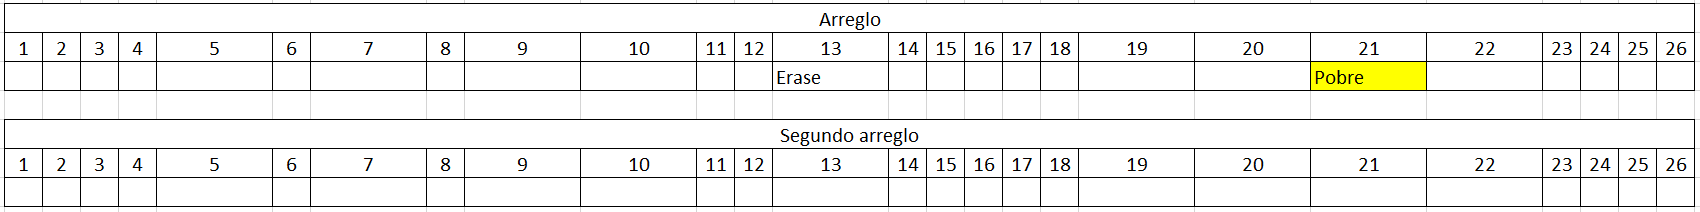 Arreglo
1 2 3 4 5 6 7 8 9 10 11 12 13 14 15 16 17 18 19 20 21 22 23 24 25 26
Erase Pobre
Segundo arreglo
1 2 3 4 5 6 7 8 9 10 11 12 13 14 15 16 17 18 19 20 21 22 23 24 25 26